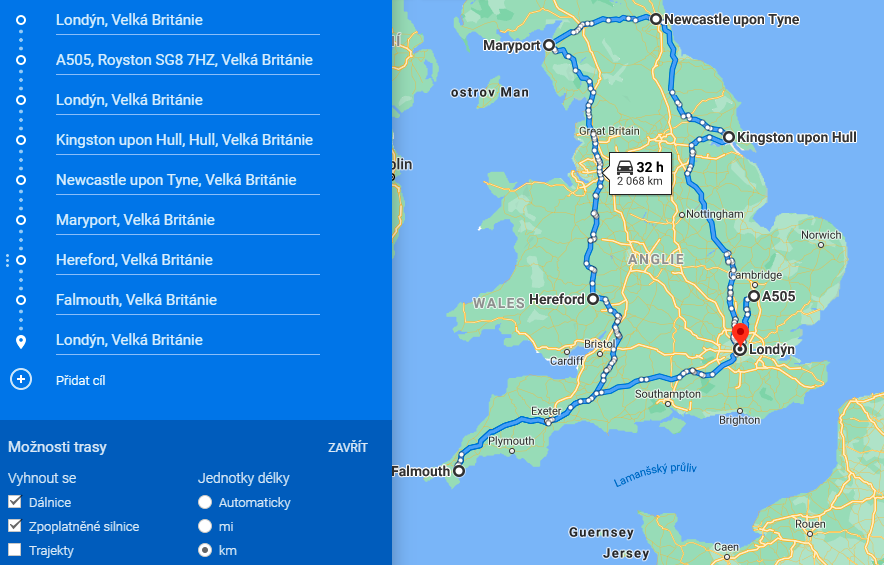 Londýn, Velká Británie
A505, Royston SG8 7HZ, Velká Británie
Londýn, Velká Británie
Kingston upon Hull, Hull, Velká Británie
Newcastle upon Tyne, Velká Británie
Maryport, Velká Británie
Hereford, Velká Británie
Falmouth, Velká Británie
Londýn, Velká Británie
Přidat cíl
Možnosti trasy
ZAVŘÍT
Vyhnout se
Jednotky délky
Dálnice
Automaticky
Zpoplatněné silnice
mi
Trajekty
km
Newcastle upon Tyne
Maryport
ostrov Man
Great Britain
Kingston upon Hull
32 h
2 068 km
Nottingham
Norwich
ANGLIE
A505
WALES
Hereford
Londýn
Bristol
Cardiff
Southampton
Brighton
Exeter
Plymouth
Falmouth
Lamanšský průliv
Guernsey
Jersey
Rouen
Caen